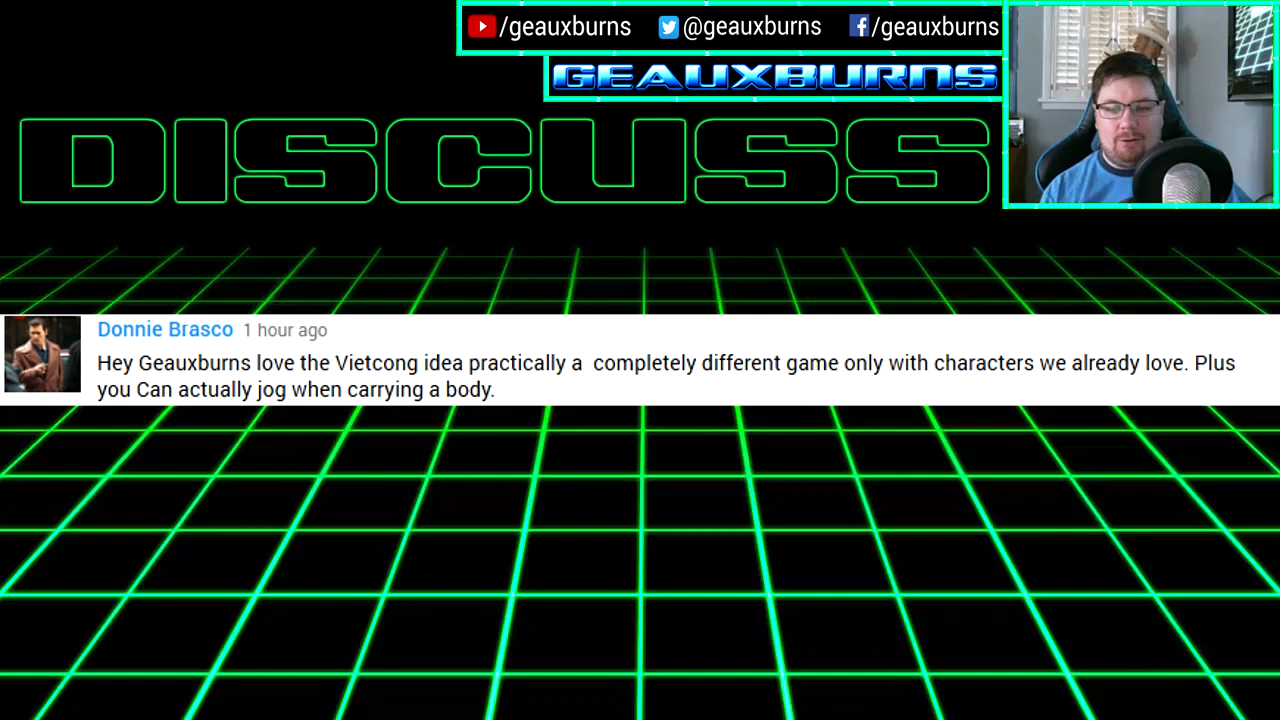 /geauxburns @geauxburns /geauxburns
GEAUXBURNS
DISCUSS
Donnie Brasco 1 hour ago
Hey Geauxburns love the Vietcong idea practically a  completely different game only with characters we already love. Plus
you Can actually jog when carrying a body.